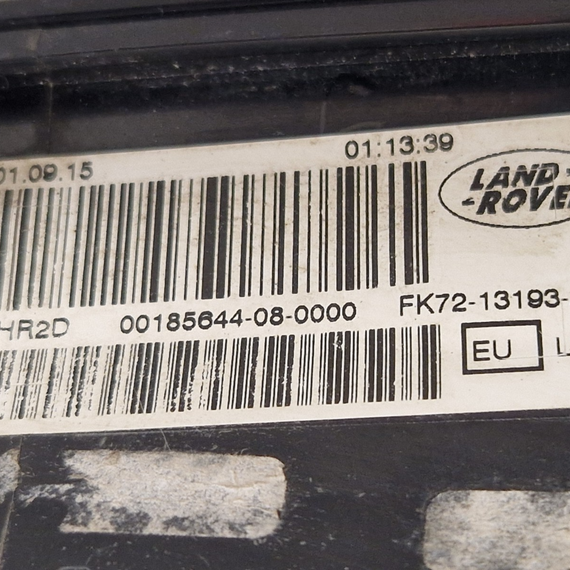 01.09.15 01:13:39
LAND-
-ROVER
HR2D 00185644-08-0000 FK72-13193-
EU L